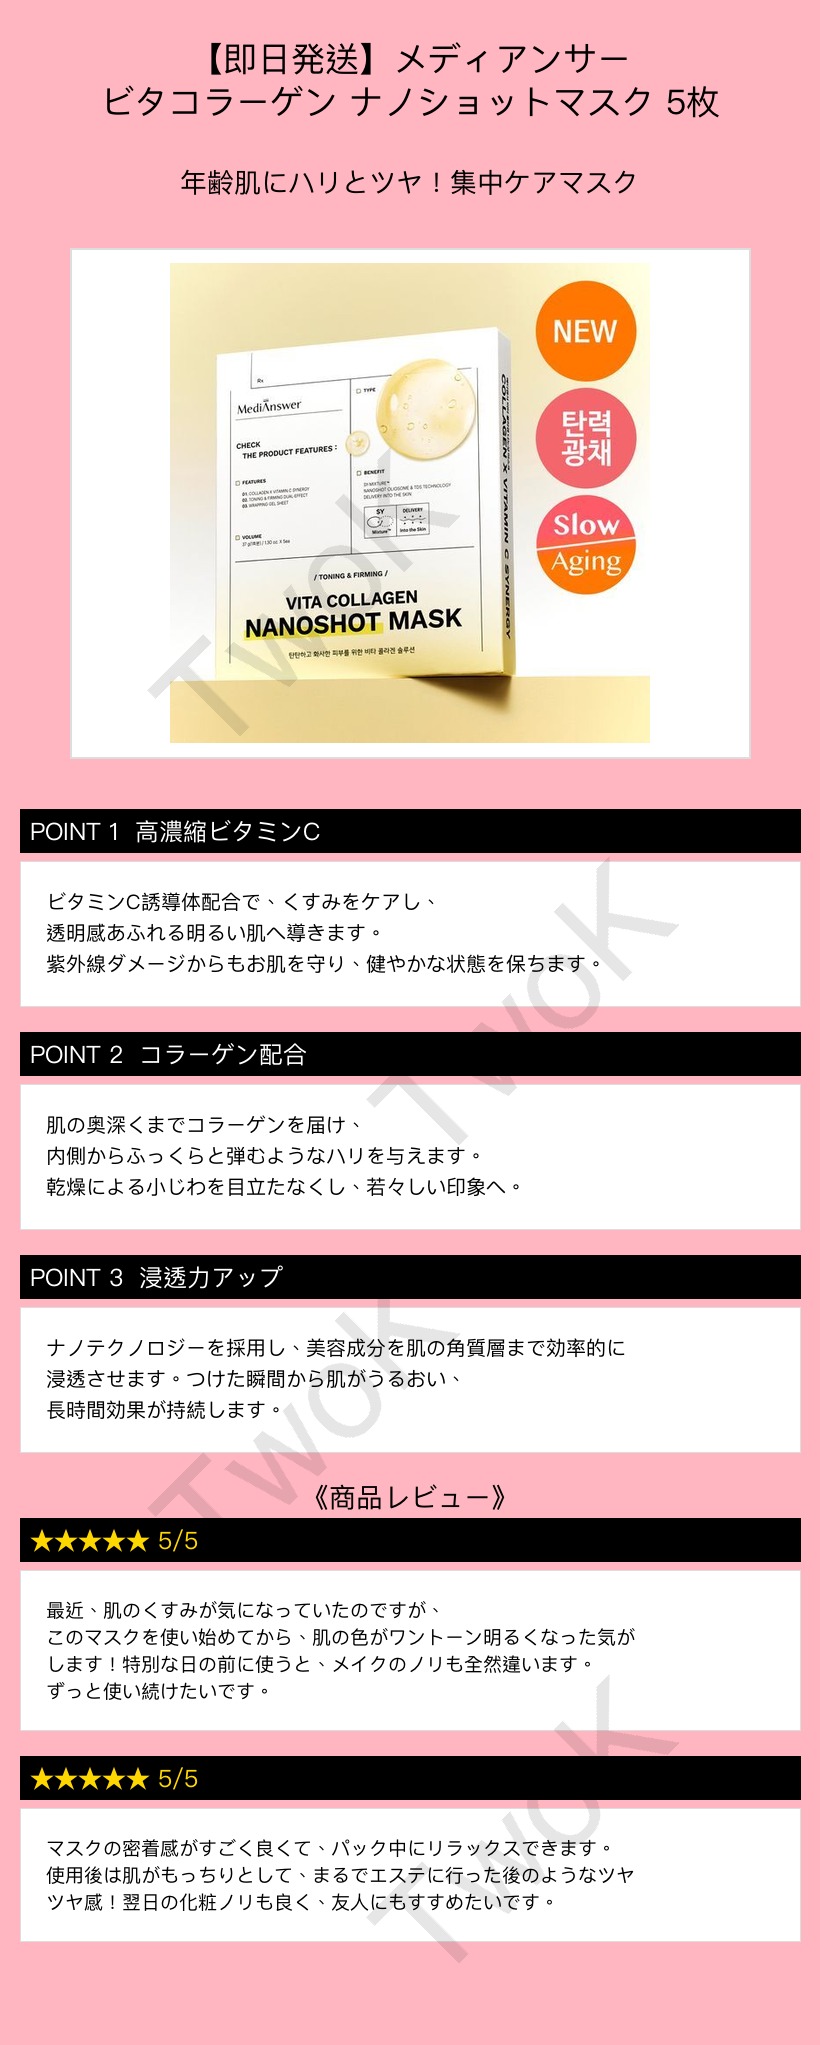 【即日発送】メディアンサー
ビタコラーゲン ナノショットマスク 5枚
年齢肌にハリとツヤ！集中ケアマスク
NEW
탄력
광채
Slow
Aging
Rx
MediAnswer
CHECK
THE PRODUCT FEATURES :
FEATURES
01. COLLAGEN X VITAMIN C SYNERGY
02. TONING & FIRMING DUAL-EFFECT
03. WRAPPING GEL SHEET
VOLUME
TYPE
BENEFIT
SY-MIXTURE™
NANOSHOT OLIGOSOME & TDS TECHNOLOGY
DELIVERY INTO THE SKIN
SY
Mixture™
DELIVERY
Into the Skin
/ TONING & FIRMING /
VITA COLLAGEN
NANOSHOT MASK
탄탄하고 화사한 피부를 위한 비타 콜라겐 솔루션
COLLAGEN X VITAMIN C SYNERGY
POINT 1 高濃縮ビタミンC
ビタミンC誘導体配合で、くすみをケアし、
透明感あふれる明るい肌へ導きます。
紫外線ダメージからもお肌を守り、健やかな状態を保ちます。
POINT 2 コラーゲン配合
肌の奥深くまでコラーゲンを届け、
内側からふっくらと弾むようなハリを与えます。
乾燥による小じわを目立たなくし、若々しい印象へ。
POINT 3 浸透力アップ
ナノテクノロジーを採用し、美容成分を肌の角質層まで効率的に
浸透させます。つけた瞬間から肌がうるおい、
長時間効果が持続します。
《商品レビュー》
★★★★★ 5/5
最近、肌のくすみが気になっていたのですが、
このマスクを使い始めてから、肌の色がワントーン明るくなった気が
します！特別な日の前に使うと、メイクのノリも全然違います。
ずっと使い続けたいです。
★★★★★ 5/5
マスクの密着感がすごく良くて、パック中にリラックスできます。
使用後は肌がもっちりとして、まるでエステに行った後のようなツヤ
ツヤ感！翌日の化粧ノリも良く、友人にもすすめたいです。
TwoK
TwoK
TwoK
TwoK